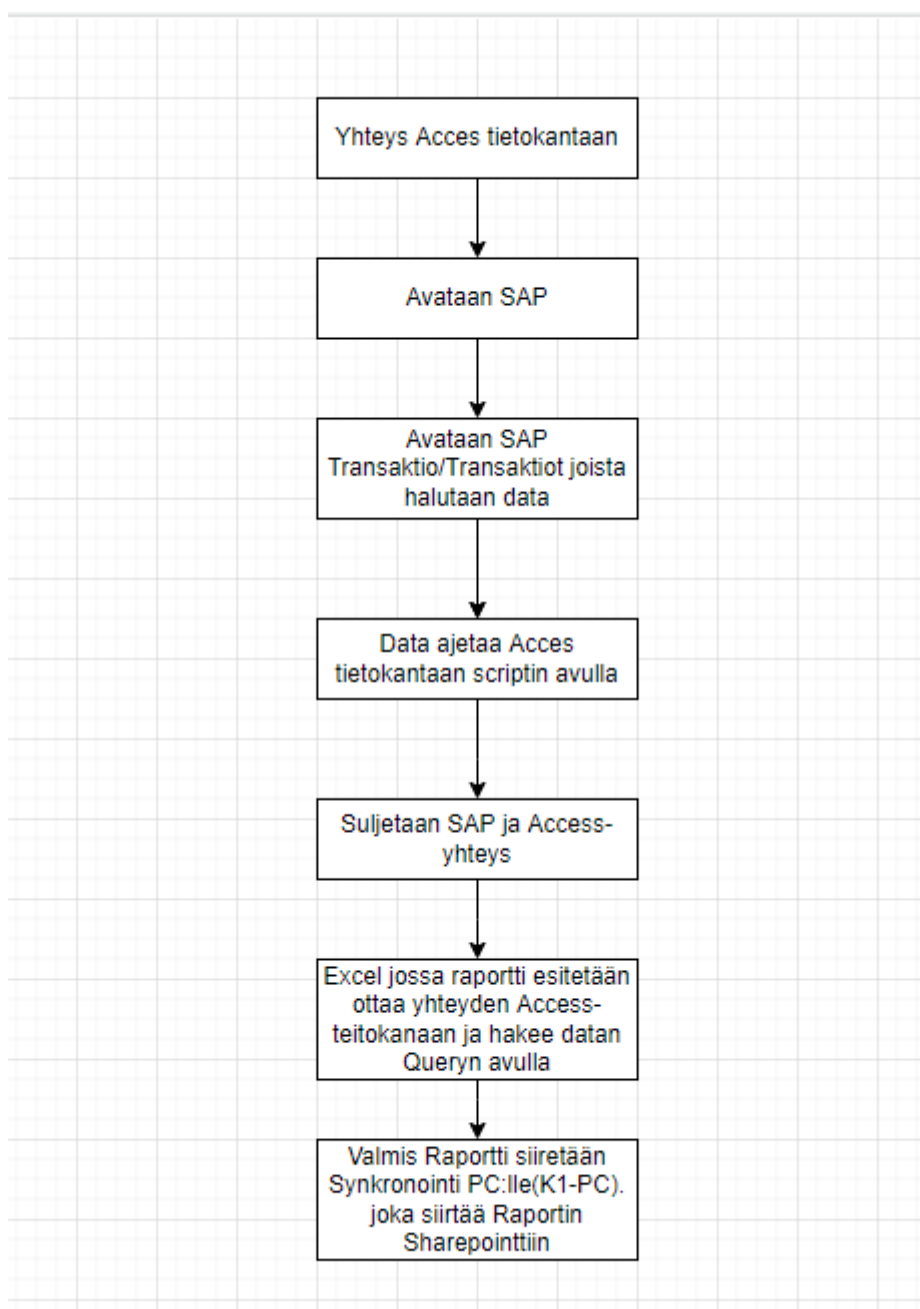 Yhteys Acces tietokantaan
Avataan SAP
Avataan SAP
Transaktio/Transaktiot joista
halutaan data
Data ajetaa Acces
tietokantaan scriptin avulla
Suljetaan SAP ja Access-
yhteys
Excel jossa raportti esitetään
ottaa yhteyden Access-
teitokanaan ja hakee datan
Queryn avulla
Valmis Raportti siiretään
Synkronointi PC:lle(K1-PC).
joka siirtää Raportin
Sharepointtiin